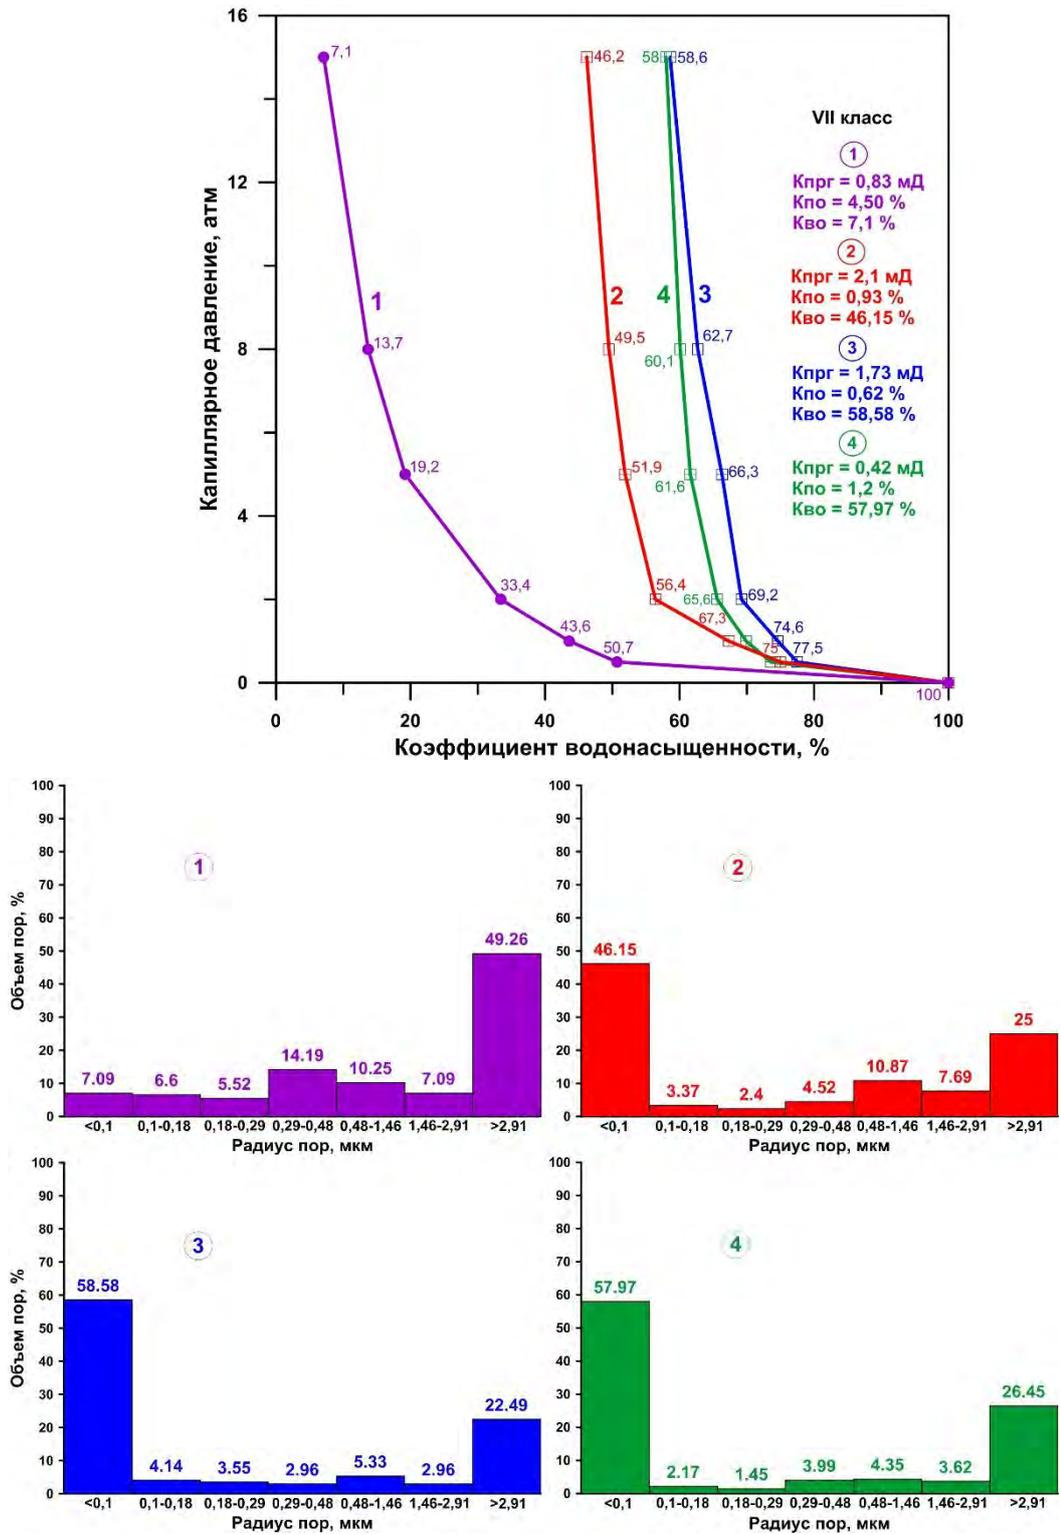 16
12
8
4
0
Капиллярное давление, атм
7,1
46,2
58
58,6
VII класс
1
Кпрг = 0,83 мД
Кпо = 4,50 %
Кво = 7,1 %
2
Кпрг = 2,1 мД
Кпо = 0,93 %
Кво = 46,15 %
3
Кпрг = 1,73 мД
Кпо = 0,62 %
Кво = 58,58 %
4
Кпрг = 0,42 мД
Кпо = 1,2 %
Кво = 57,97 %
1
2
4
3
13,7
49,5
60,1
62,7
19,2
51,9
61,6
66,3
33,4
56,4
65,6
69,2
43,6
67,3
74,6
50,7
75
77,5
100
0 20 40 60 80 100
Коэффициент водонасыщенности, %
100
90
80
70
60
50
40
30
20
10
0
Объем пор, %
1
7.09 6.6 5.52 14.19 10.25 7.09 49.26
<0,1 0,1-0,18 0,18-0,29 0,29-0,48 0,48-1,46 1,46-2,91 >2,91
Радиус пор, мкм
100
90
80
70
60
50
40
30
20
10
0
2
46.15 3.37 2.4 4.52 10.87 7.69 25
<0,1 0,1-0,18 0,18-0,29 0,29-0,48 0,48-1,46 1,46-2,91 >2,91
Радиус пор, мкм
100
90
80
70
60
50
40
30
20
10
0
Объем пор, %
3
58.58 4.14 3.55 2.96 5.33 2.96 22.49
<0,1 0,1-0,18 0,18-0,29 0,29-0,48 0,48-1,46 1,46-2,91 >2,91
Радиус пор, мкм
100
90
80
70
60
50
40
30
20
10
0
4
57.97 2.17 1.45 3.99 4.35 3.62 26.45
<0,1 0,1-0,18 0,18-0,29 0,29-0,48 0,48-1,46 1,46-2,91 >2,91
Радиус пор, мкм